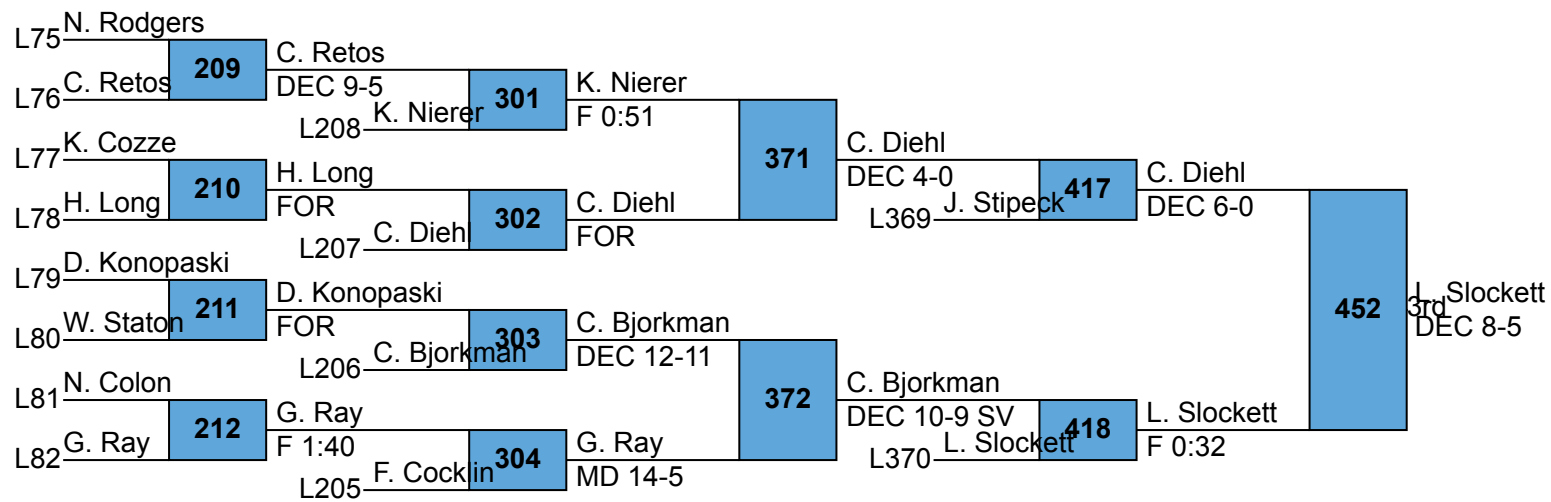 N. Rodgers
L75
209
C. Retos
L76
C. Retos
DEC 9-5
K. Nierer
L208
301
K. Nierer
F 0:51
K. Cozze
L77
210
H. Long
L78
H. Long
FOR
C. Diehl
L207
302
C. Diehl
FOR
371
C. Diehl
DEC 4-0
J. Stipeck
L369
417
C. Diehl
DEC 6-0
D. Konopaski
L79
211
W. Staton
L80
D. Konopaski
FOR
C. Bjorkman
L206
303
C. Bjorkman
DEC 12-11
N. Colon
L81
212
G. Ray
L82
G. Ray
F 1:40
F. Cocklin
L205
304
G. Ray
MD 14-5
372
C. Bjorkman
DEC 10-9 SV
L. Slockett
L370
418
L. Slockett
F 0:32
452
3rd
L. Slockett
DEC 8-5